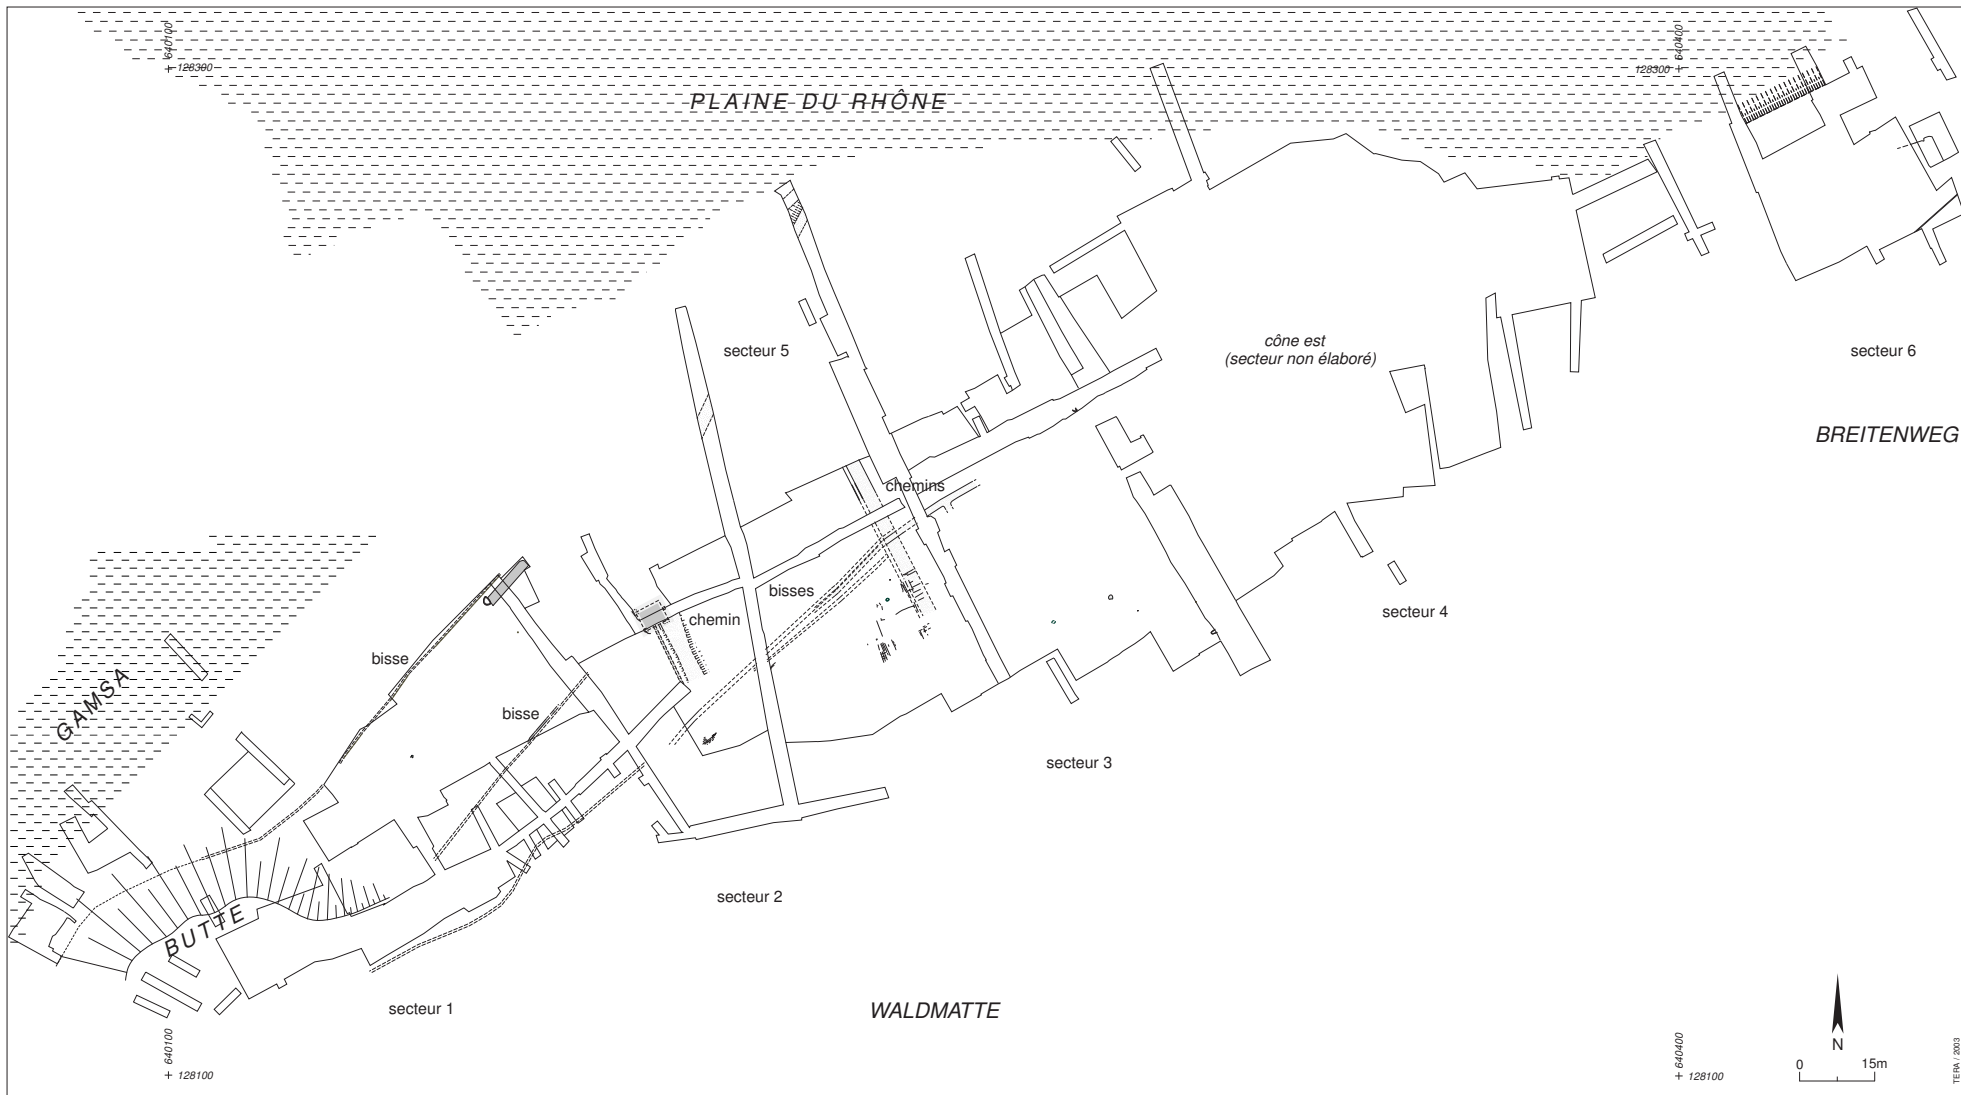 640100
+ 128300
640400
128300 +
PLAINE DU RHÔNE
secteur 5
cône est
(secteur non élaboré)
secteur 6
BREITENWEG
chemins
bisses
chemin
secteur 4
bisse
GAMSA
bisse
secteur 3
secteur 2
BUTTE
secteur 1
WALDMATTE
640100
+ 128100
640400
+ 128100
N
0 15m
TERA / 2003